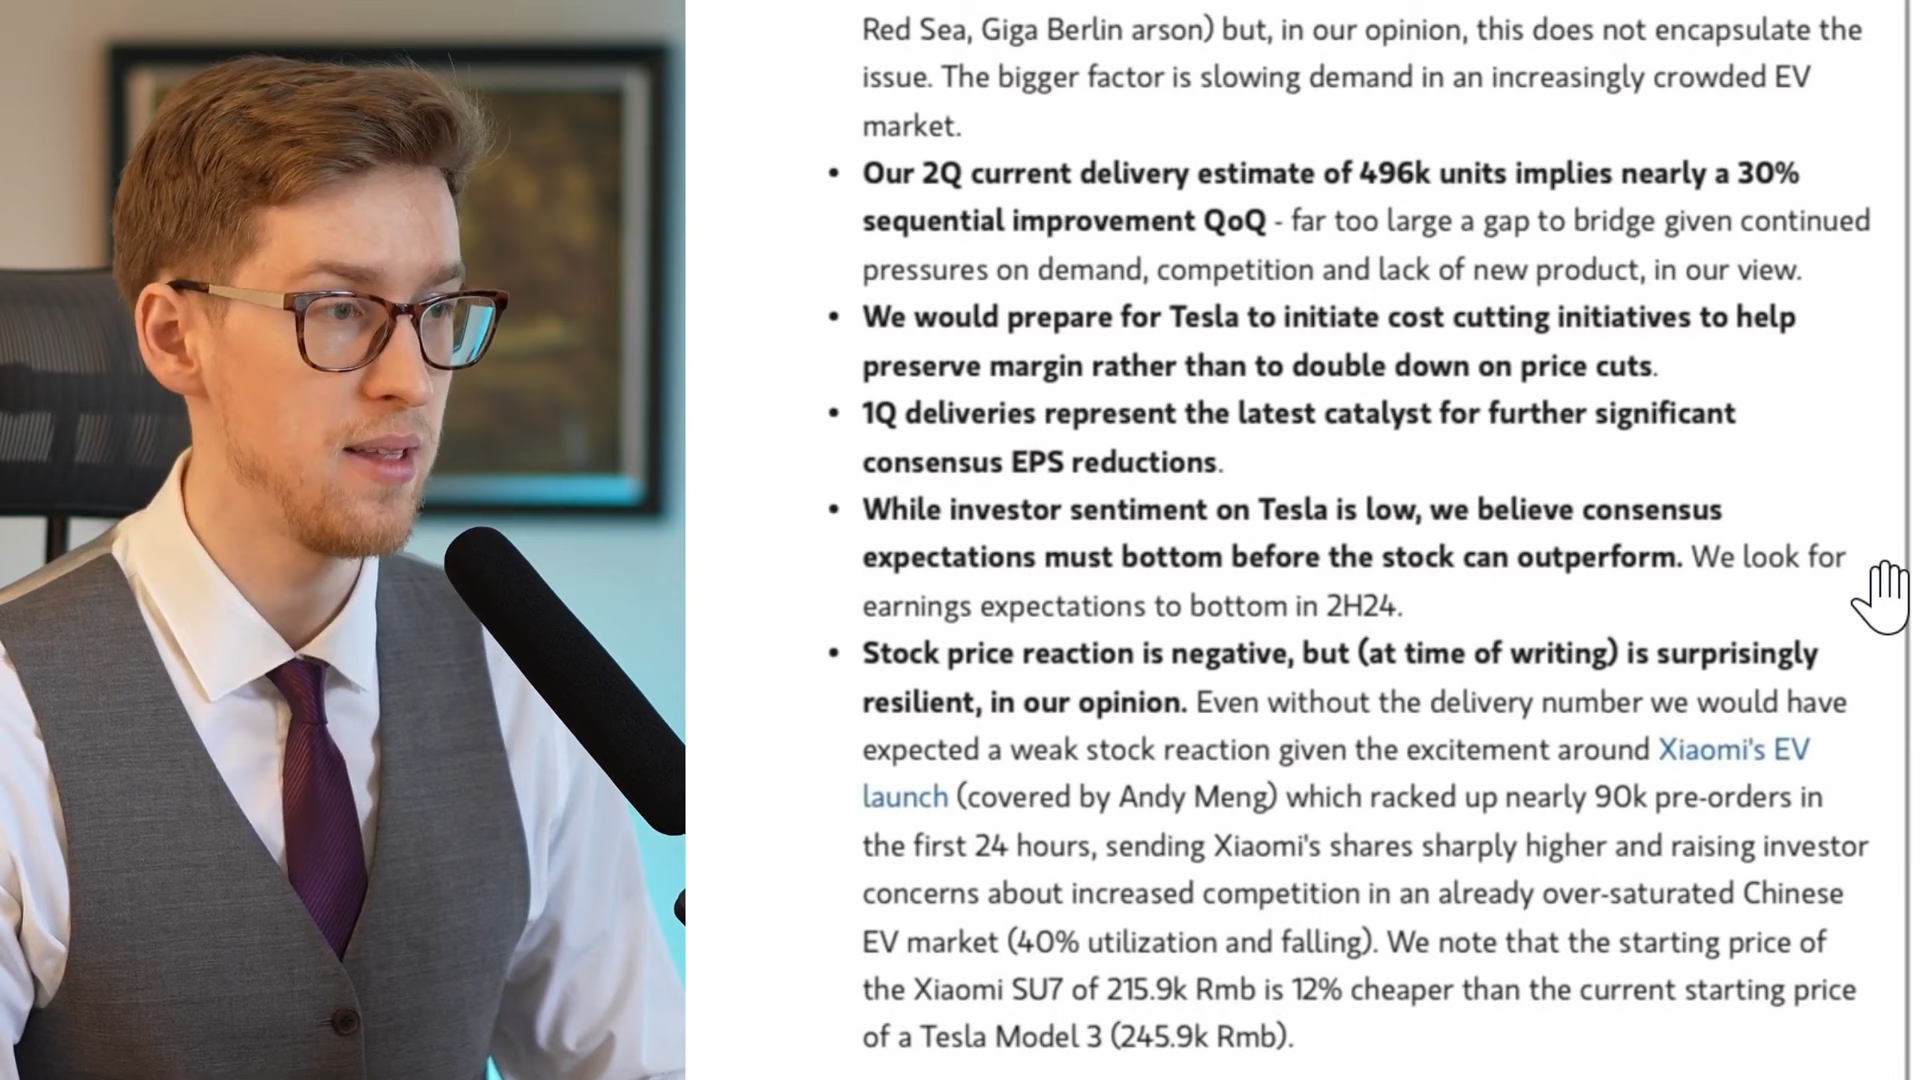 Red Sea, Giga Berlin arson) but, in our opinion, this does not encapsulate the
issue. The bigger factor is slowing demand in an increasingly crowded EV
market.
• Our 2Q current delivery estimate of 496k units implies nearly a 30%
sequential improvement QoQ - far too large a gap to bridge given continued
pressures on demand, competition and lack of new product, in our view.
• We would prepare for Tesla to initiate cost cutting initiatives to help
preserve margin rather than to double down on price cuts.
• 1Q deliveries represent the latest catalyst for further significant
consensus EPS reductions.
• While investor sentiment on Tesla is low, we believe consensus
expectations must bottom before the stock can outperform. We look for
earnings expectations to bottom in 2H24.
• Stock price reaction is negative, but (at time of writing) is surprisingly
resilient, in our opinion. Even without the delivery number we would have
expected a weak stock reaction given the excitement around Xiaomi's EV
launch (covered by Andy Meng) which racked up nearly 90k pre-orders in
the first 24 hours, sending Xiaomi's shares sharply higher and raising investor
concerns about increased competition in an already over-saturated Chinese
EV market (40% utilization and falling). We note that the starting price of
the Xiaomi SU7 of 215.9k Rmb is 12% cheaper than the current starting price
of a Tesla Model 3 (245.9k Rmb).